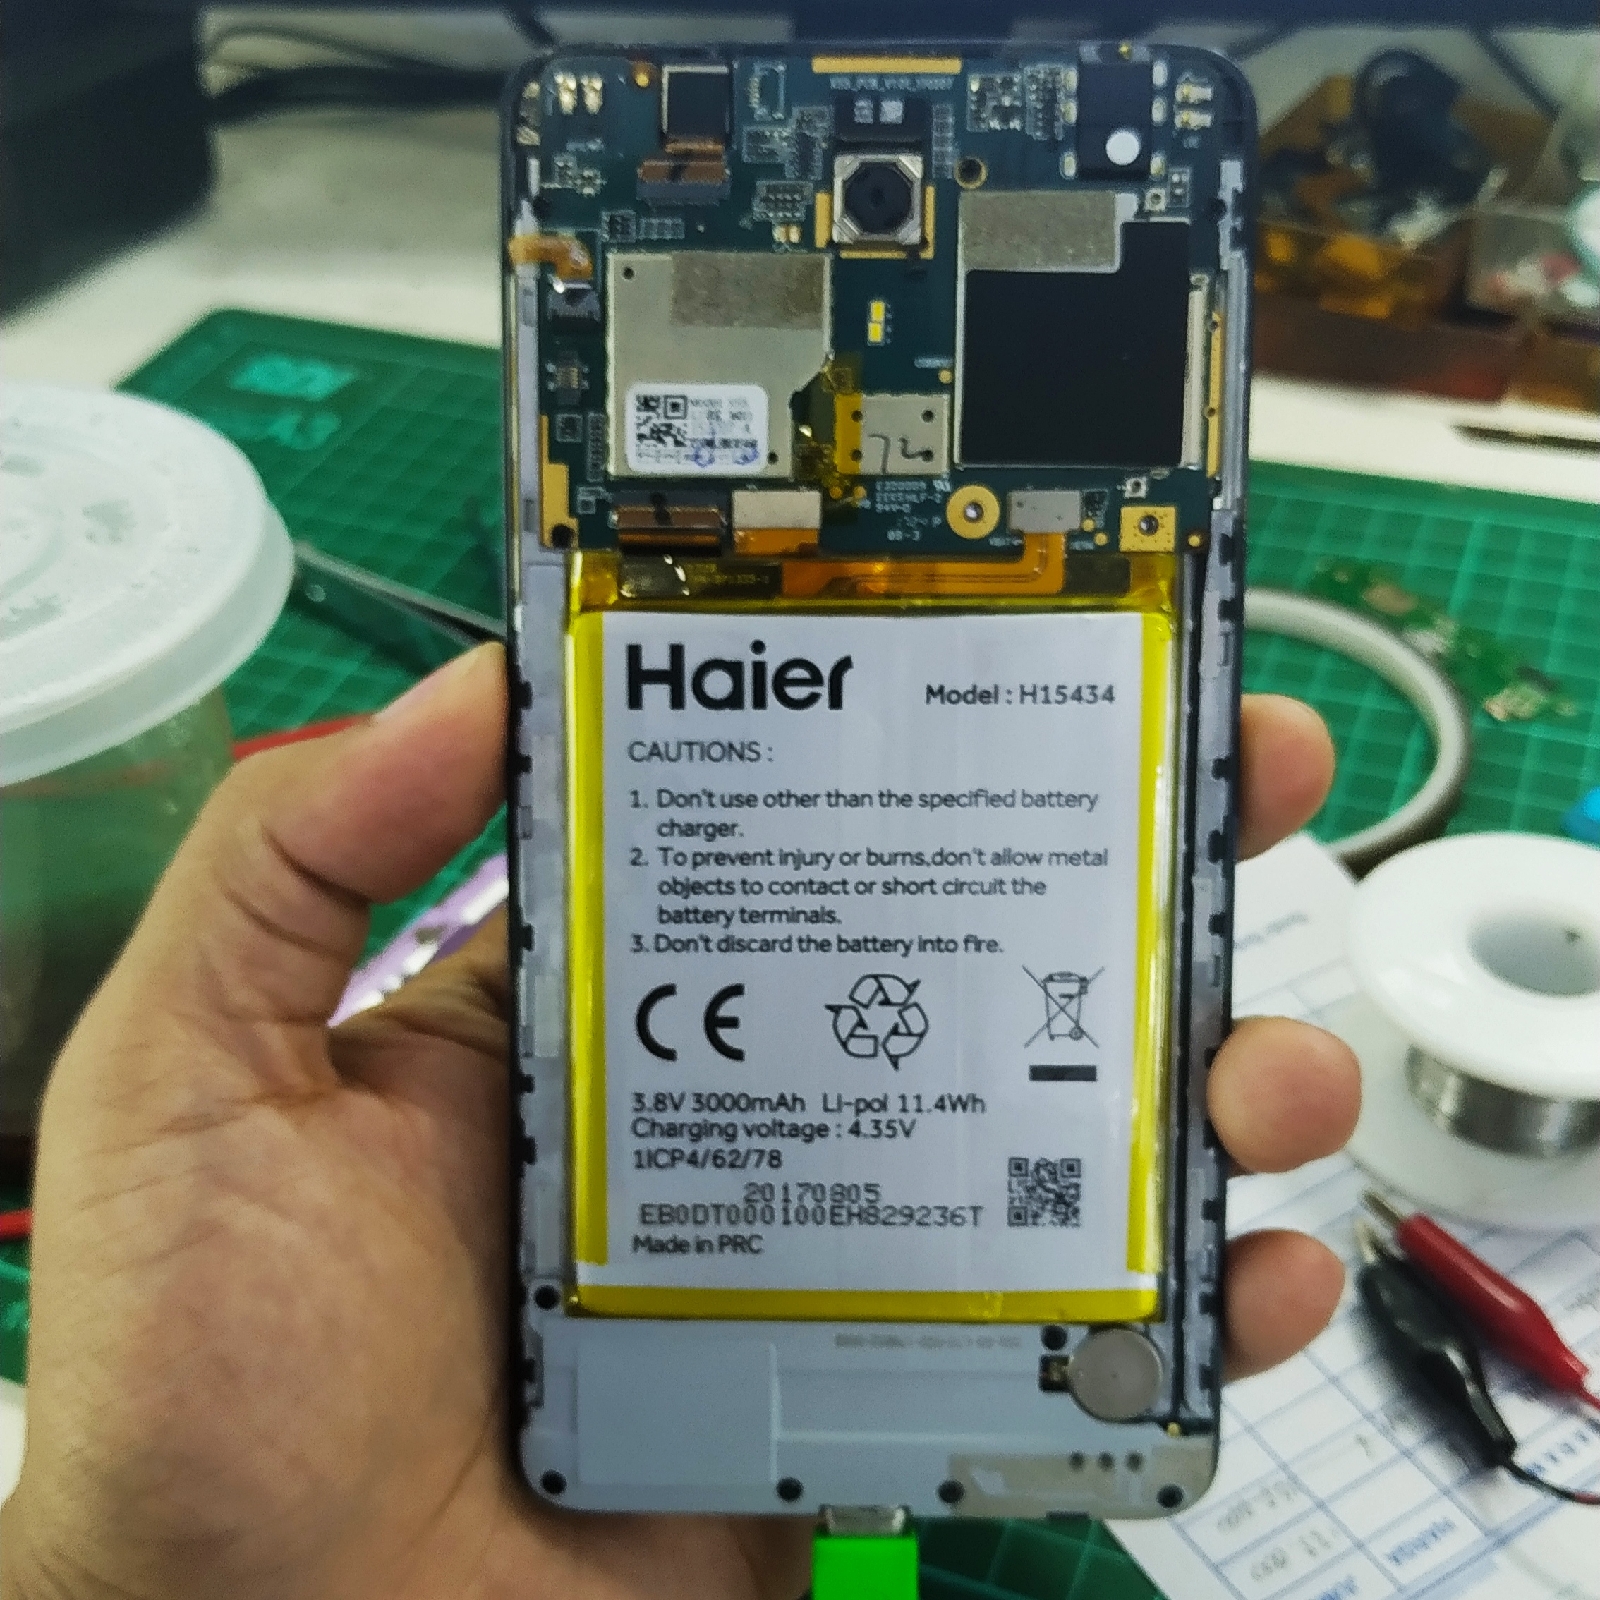 72
Haier
Model : H15434
CAUTIONS :
1. Don't use other than the specified battery
charger.
2. To prevent injury or burns,don't allow metal
objects to contact or short circuit the
battery terminals.
3. Don't discard the battery into fire.
CE
3.8V 3000mAh Li-pol 11.4Wh
Charging voltage : 4.35V
1ICP4/62/78
20170805
EB0DT000100EH829236T
Made in PRC